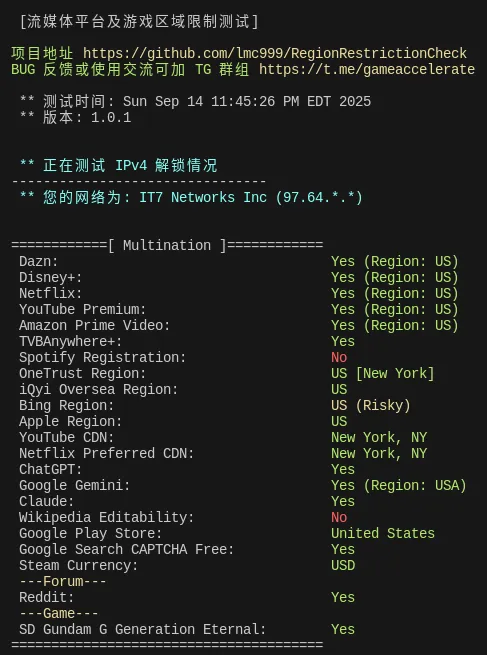 [流媒体平台及游戏区域限制测试]
项目地址 https://github.com/lmc999/RegionRestrictionCheck
BUG 反馈或使用交流可加 TG 群组 https://t.me/gameaccelerate
** 测试时间: Sun Sep 14 11:45:26 PM EDT 2025
** 版本: 1.0.1
** 正在测试 IPv4 解锁情况
--------------------------------
** 您的网络为: IT7 Networks Inc (97.64.*.*)
============[ Multination ]============
Dazn: Yes (Region: US)
Disney+: Yes (Region: US)
Netflix: Yes (Region: US)
YouTube Premium: Yes (Region: US)
Amazon Prime Video: Yes (Region: US)
TVBAnywhere+: Yes
Spotify Registration: No
OneTrust Region: US [New York]
iQyi Oversea Region: US
Bing Region: US (Risky)
Apple Region: US
YouTube CDN: New York, NY
Netflix Preferred CDN: New York, NY
ChatGPT: Yes
Google Gemini: Yes (Region: USA)
Claude: Yes
Wikipedia Editability: No
Google Play Store: United States
Google Search CAPTCHA Free: Yes
Steam Currency: USD
---Forum---
Reddit: Yes
---Game---
SD Gundam G Generation Eternal: Yes
=======================================